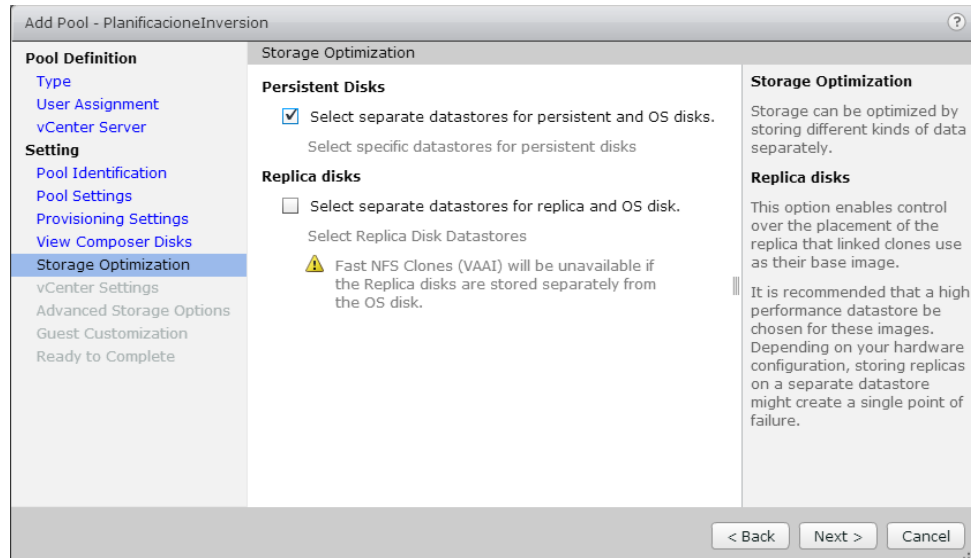 Add Pool - PlanificacioneInversion
?
Pool Definition
Type
User Assignment
vCenter Server
Setting
Pool Identification
Pool Settings
Provisioning Settings
View Composer Disks
Storage Optimization
vCenter Settings
Advanced Storage Options
Guest Customization
Ready to Complete
Storage Optimization
Persistent Disks
Select separate datastores for persistent and OS disks.
Select specific datastores for persistent disks
Replica disks
Select separate datastores for replica and OS disk.
Select Replica Disk Datastores
Fast NFS Clones (VAAI) will be unavailable if
the Replica disks are stored separately from
the OS disk.
Storage Optimization
Storage can be optimized by
storing different kinds of data
separately.
Replica disks
This option enables control
over the placement of the
replica that linked clones use
as their base image.
It is recommended that a high
performance datastore be
chosen for these images.
Depending on your hardware
configuration, storing replicas
on a separate datastore
might create a single point of
failure.
< Back
Next >
Cancel